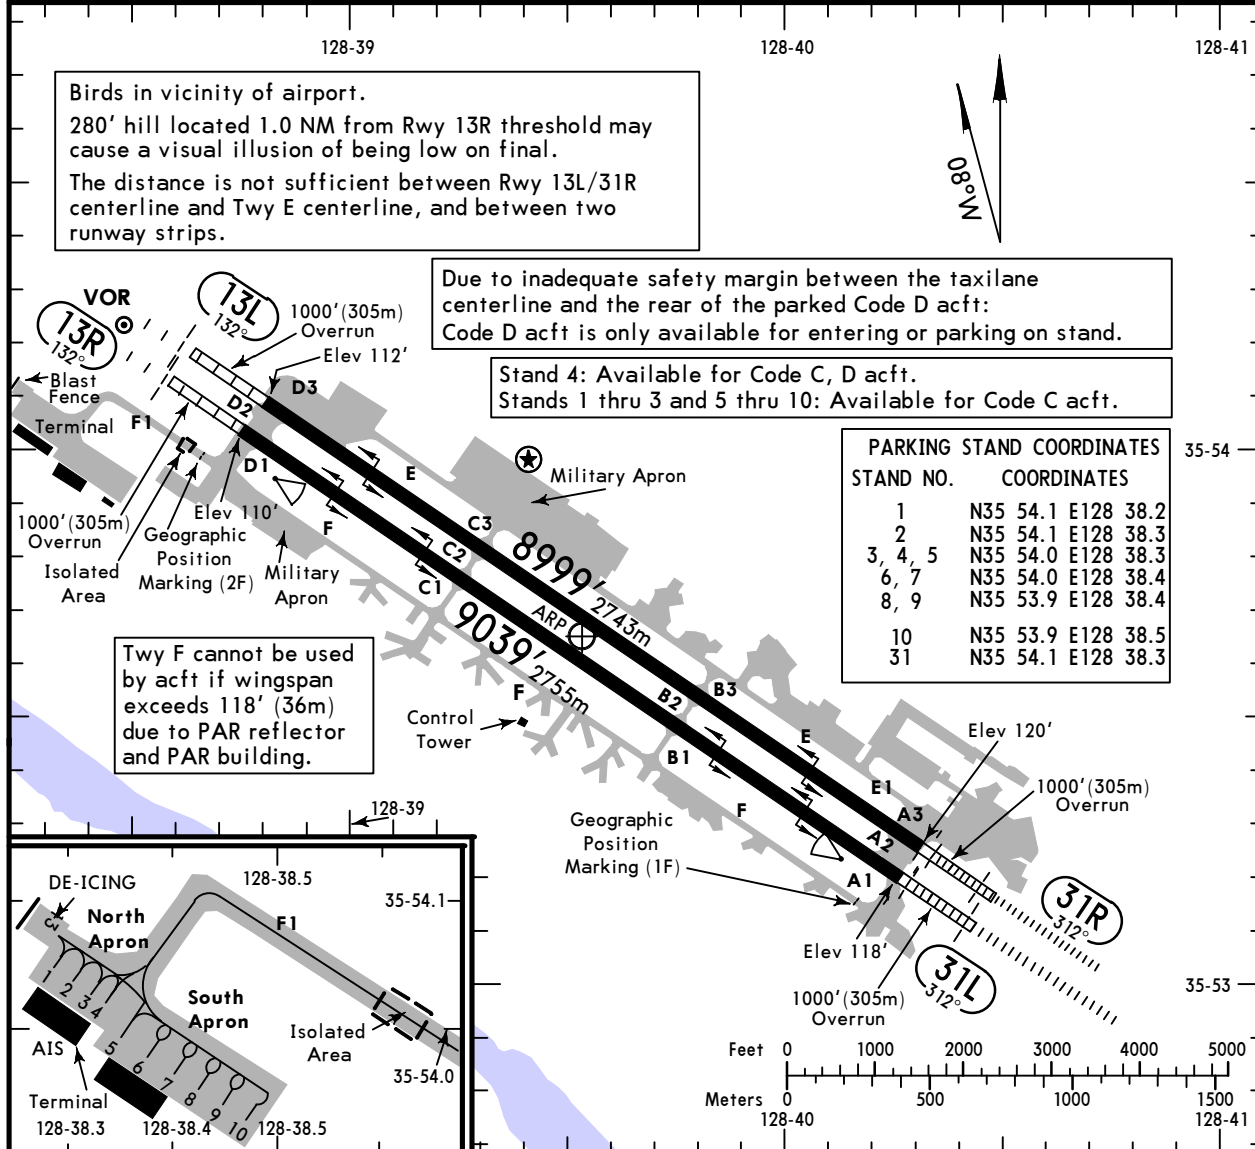 128-39
128-40
128-41
Birds in vicinity of airport.
280' hill located 1.0 NM from Rwy 13R threshold may
cause a visual illusion of being low on final.
The distance is not sufficient between Rwy 13L/31R
centerline and Twy E centerline, and between two
runway strips.
08°W
Due to inadequate safety margin between the taxilane
centerline and the rear of the parked Code D acft:
Code D acft is only available for entering or parking on stand.
Stand 4: Available for Code C, D acft.
Stands 1 thru 3 and 5 thru 10: Available for Code C acft.
VOR
13L
132°
13R
132°
1000'(305m)
Overrun
Elev 112'
Blast
Fence
Terminal
F1
D3
D2
D1
E
F
Military Apron
35-54
PARKING STAND COORDINATES
STAND NO. COORDINATES
1 N35 54.1 E128 38.2
2 N35 54.1 E128 38.3
3, 4, 5 N35 54.0 E128 38.3
6, 7 N35 54.0 E128 38.4
8, 9 N35 53.9 E128 38.4
10 N35 53.9 E128 38.5
31 N35 54.1 E128 38.3
1000'(305m)
Overrun
Isolated
Area
Elev 110'
Geographic
Position
Marking (2F)
Military
Apron
C3
C2
C1
8999'
2743m
ARP
9039'
2755m
F
Control
Tower
Twy F cannot be used
by acft if wingspan
exceeds 118' (36m)
due to PAR reflector
and PAR building.
B3
B2
B1
E
F
E1
A3
A2
A1
Elev 120'
1000'(305m)
Overrun
Geographic
Position
Marking (1F)
Elev 118'
1000'(305m)
Overrun
31R
312°
31L
312°
35-53
128-39
DE-ICING
128-38.5
35-54.1
31
North
Apron
F1
1
2
3
4
5
6
7
8
9
10
South
Apron
Isolated
Area
AIS
Terminal
35-54.0
128-38.3
128-38.4
128-38.5
Feet 0 1000 2000 3000 4000 5000
Meters 0 500 1000 1500
128-40
128-41